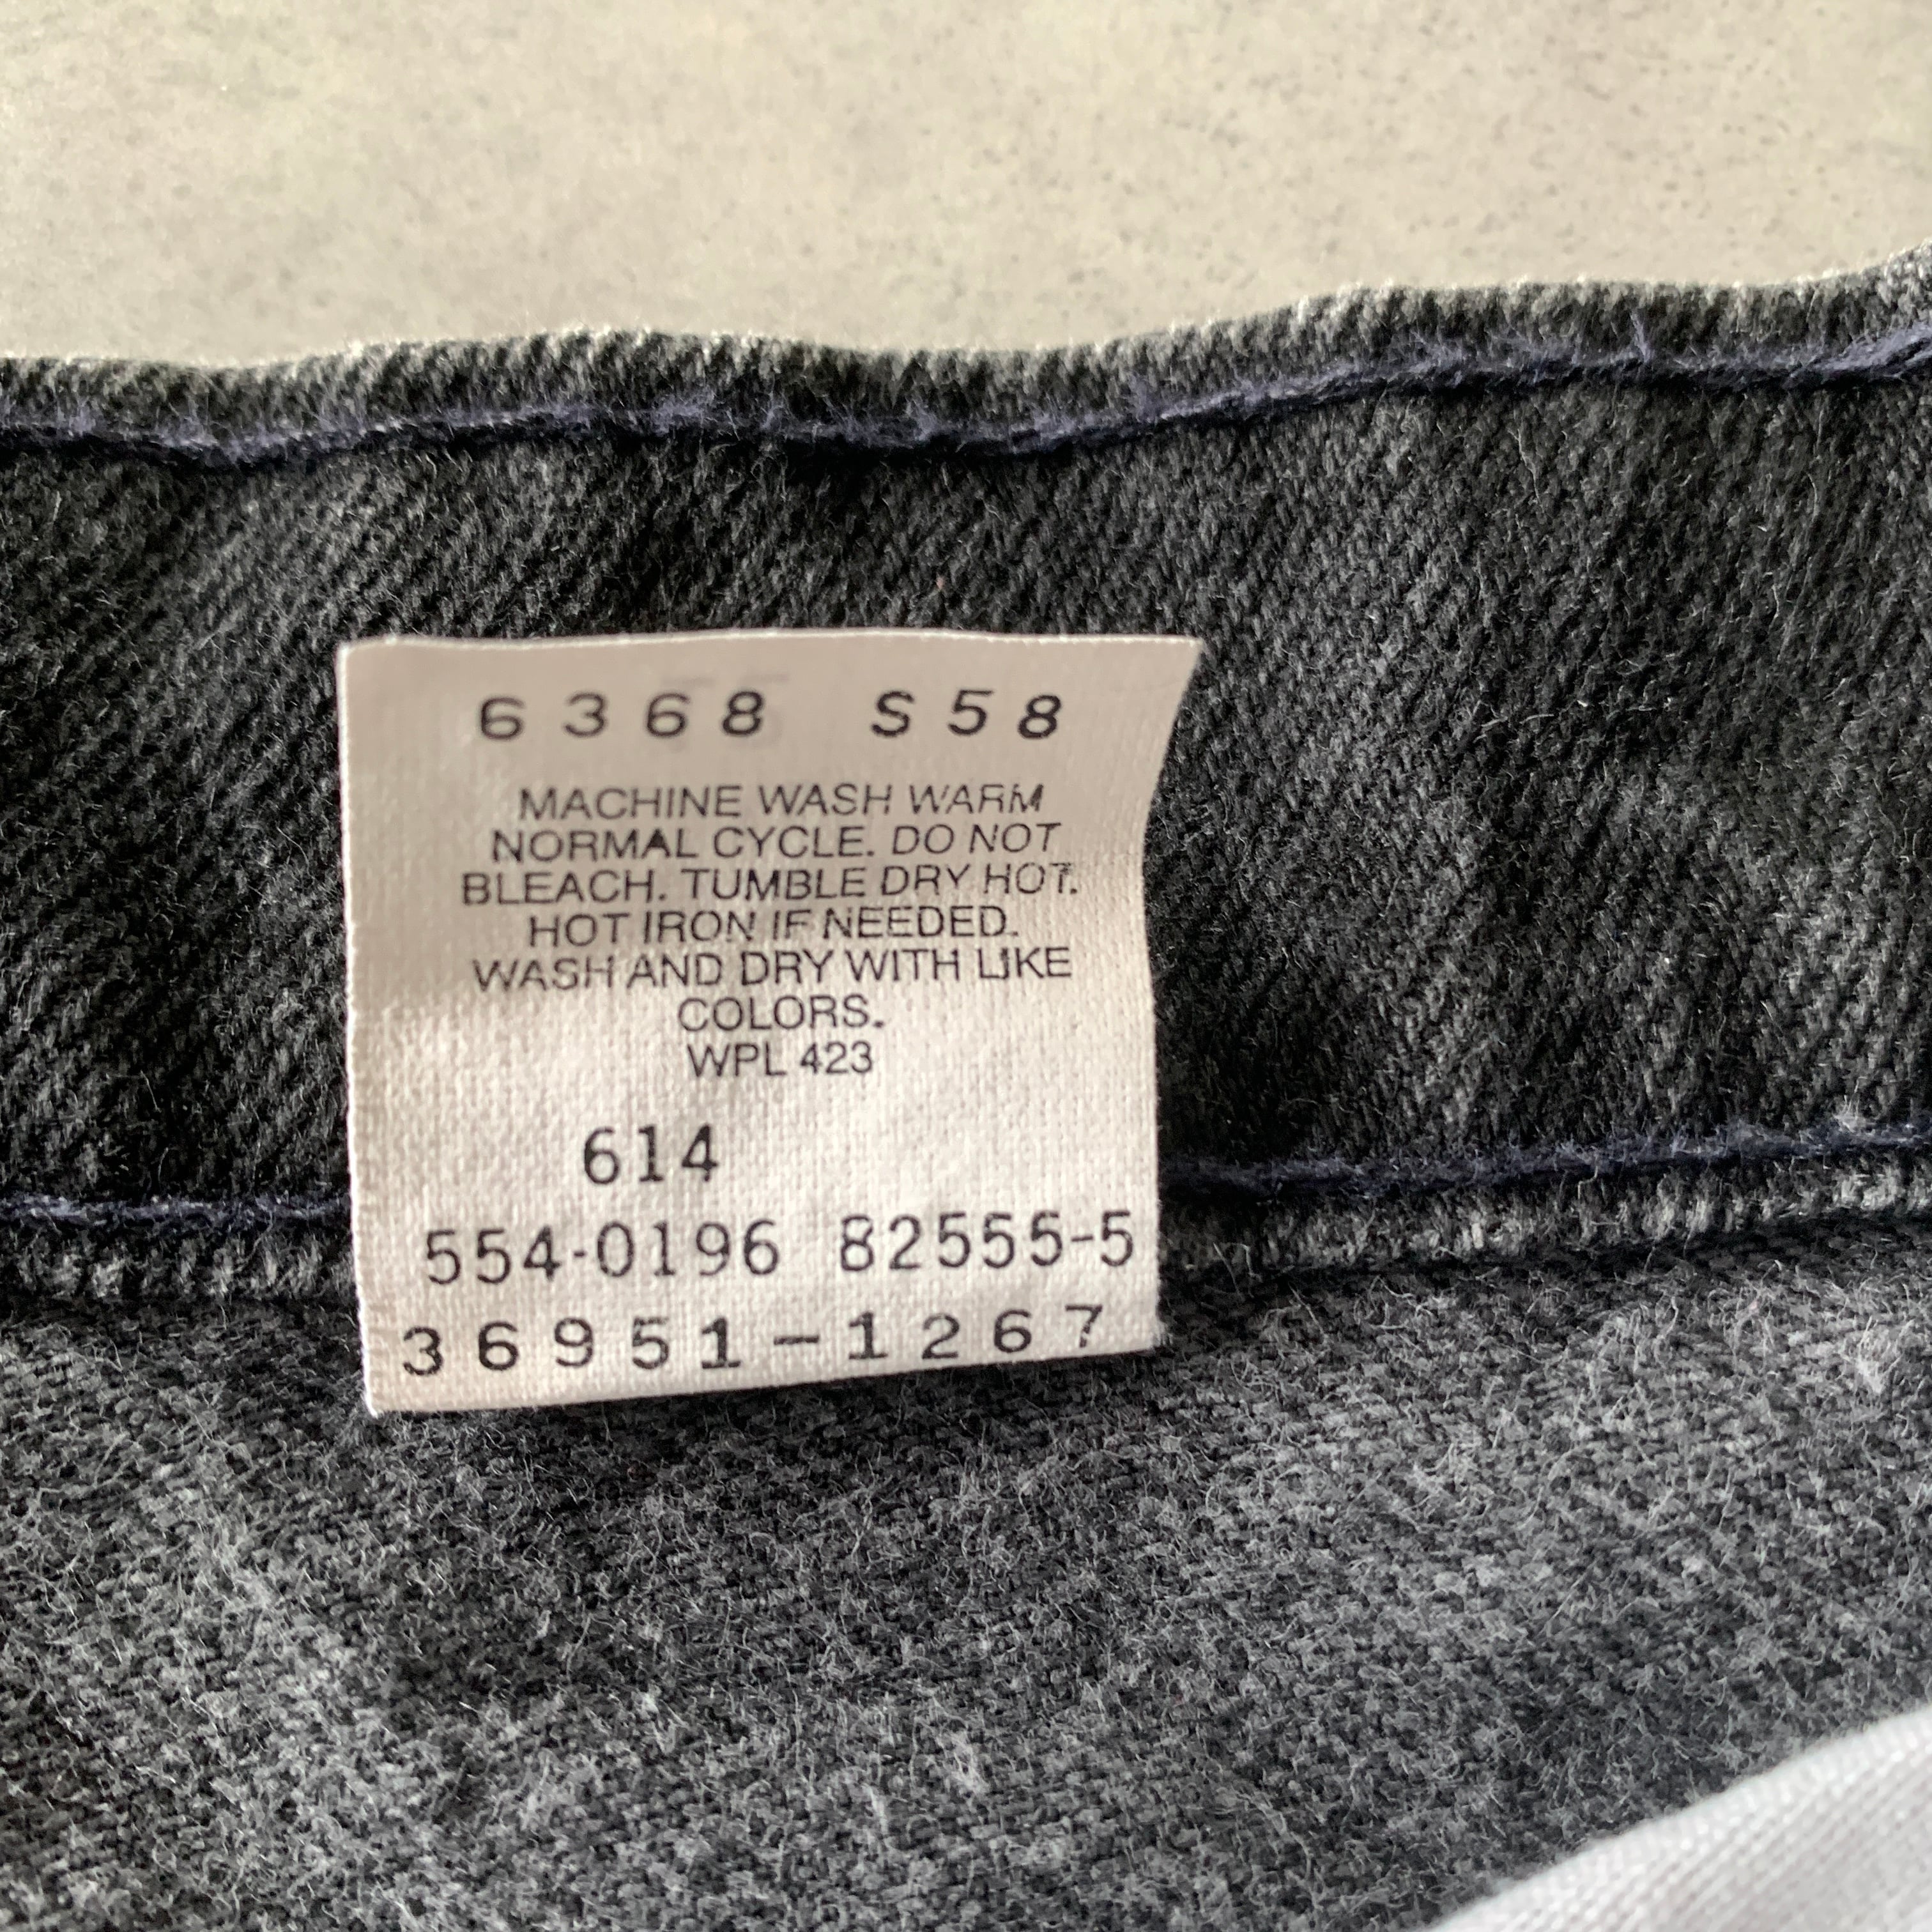 6368 S58
MACHINE WASH WARM
NORMAL CYCLE. DO NOT
BLEACH. TUMBLE DRY HOT.
HOT IRON IF NEEDED.
WASH AND DRY WITH LIKE
COLORS.
WPL 423
614
554-0196 82555-5
36951-1267